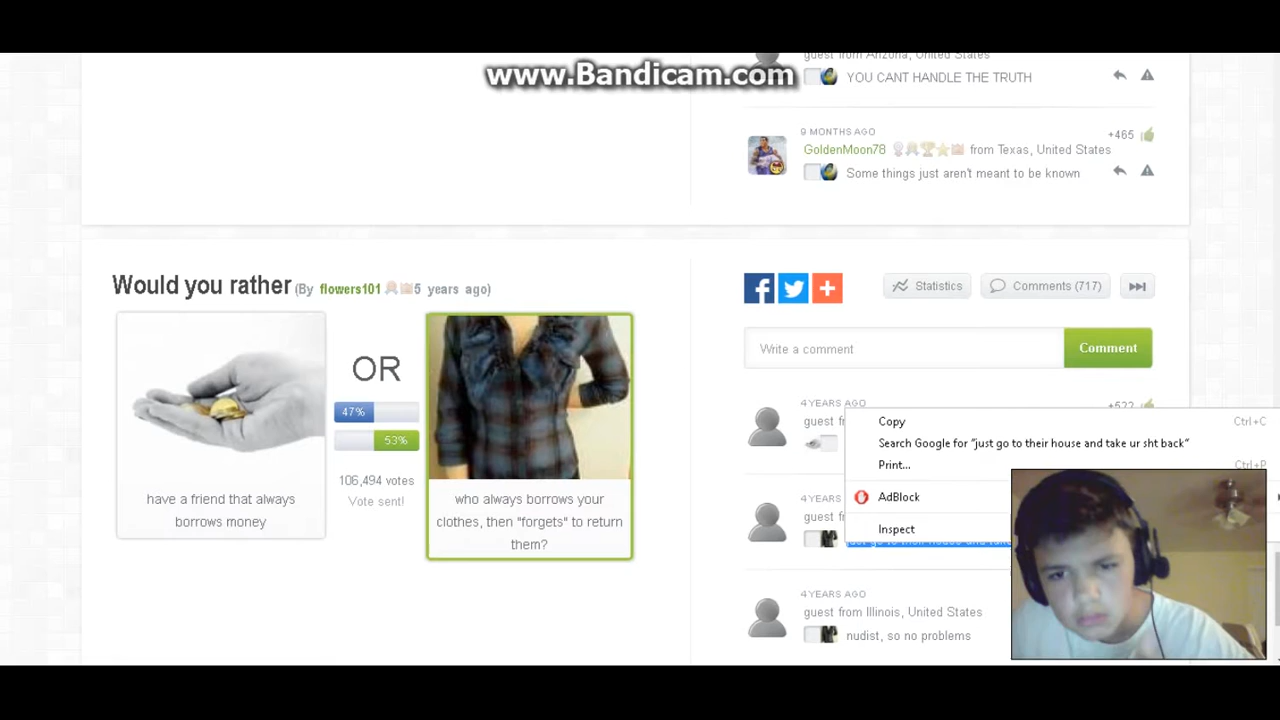 www.Bandicam.com
guest from Arizona, United States
YOU CANT HANDLE THE TRUTH
9 MONTHS AGO
+465
GoldenMoon78 from Texas, United States
Some things just aren't meant to be known
Would you rather (By flowers101 5 years ago)
Statistics
Comments (717)
OR
47%
53%
106,494 votes
Vote sent!
have a friend that always
borrows money
who always borrows your
clothes, then "forgets" to return
them?
Write a comment
Comment
4 YEARS AGO
guest f
Copy Ctrl+C
Search Google for "just go to their house and take ur sht back"
Print... Ctrl+P
AdBlock
Inspect
4 YEARS
guest f
4 YEARS AGO
guest from Illinois, United States
nudist, so no problems